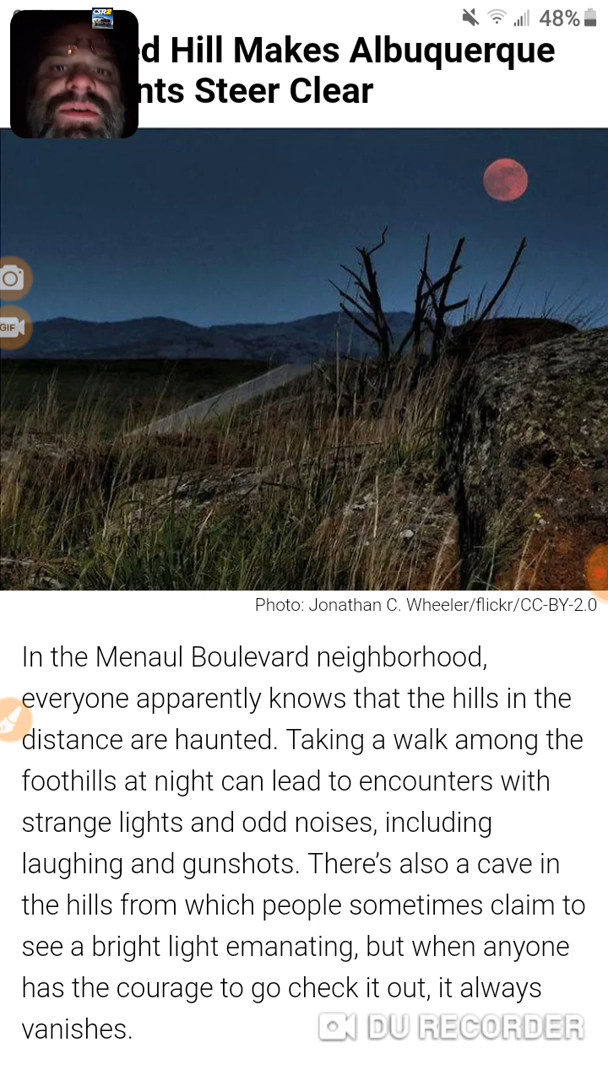 48%
d Hill Makes Albuquerque
nts Steer Clear
GIF
Photo: Jonathan C. Wheeler/flickr/CC-BY-2.0
In the Menaul Boulevard neighborhood,
everyone apparently knows that the hills in the
distance are haunted. Taking a walk among the
foothills at night can lead to encounters with
strange lights and odd noises, including
laughing and gunshots. There's also a cave in
the hills from which people sometimes claim to
see a bright light emanating, but when anyone
has the courage to go check it out, it always
vanishes.
DU RECORDER